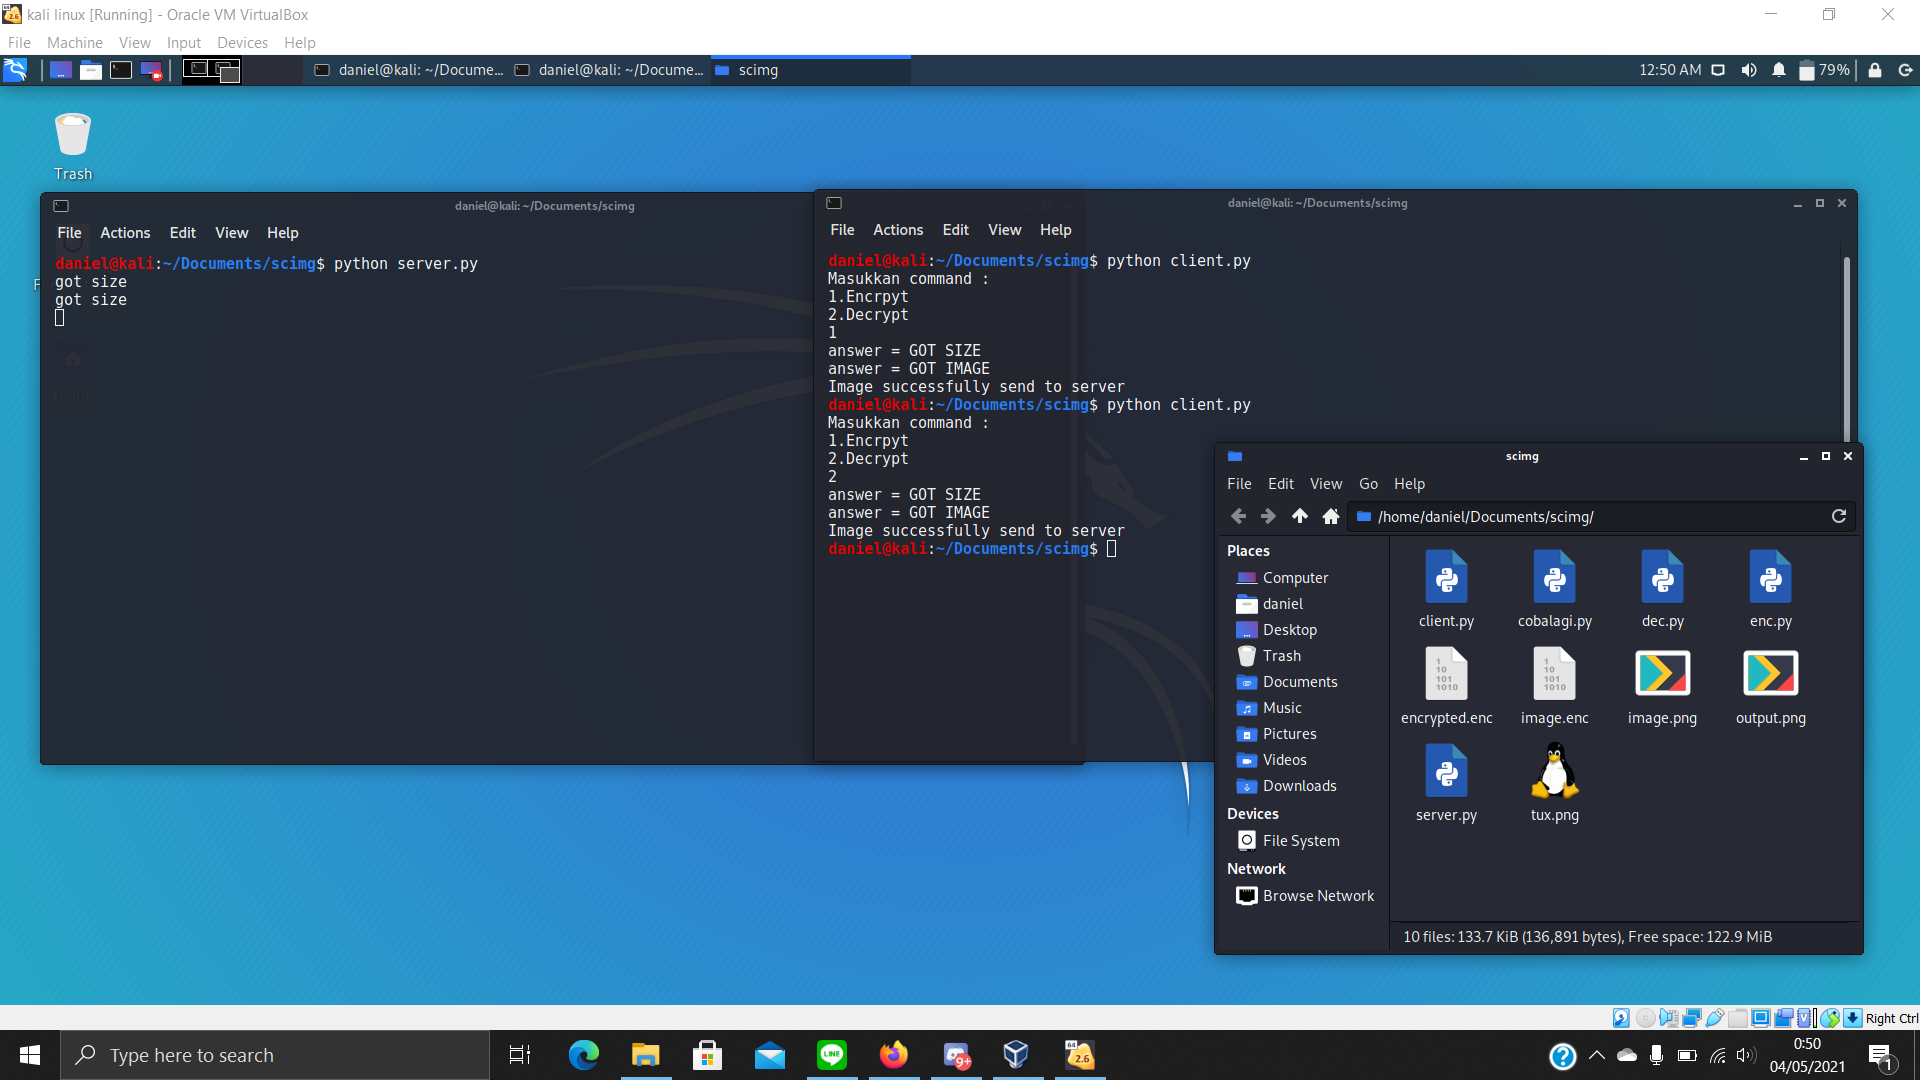 kali linux [Running] - Oracle VM VirtualBox
File Machine View Input Devices Help
daniel@kali: ~/Docume... daniel@kali: ~/Docume... scimg 12:50 AM 79%
Trash
daniel@kali: ~/Documents/scimg
File Actions Edit View Help
daniel@kali:~/Documents/scimg$ python server.py
got size
got size
Home
daniel@kali: ~/Documents/scimg
File Actions Edit View Help
daniel@kali:~/Documents/scimg$ python client.py
Masukkan command :
1.Encrpyt
2.Decrypt
1
answer = GOT SIZE
answer = GOT IMAGE
Image successfully send to server
daniel@kali:~/Documents/scimg$ python client.py
Masukkan command :
1.Encrpyt
2.Decrypt
2
answer = GOT SIZE
answer = GOT IMAGE
Image successfully send to server
daniel@kali:~/Documents/scimg$
scimg
File Edit View Go Help
/home/daniel/Documents/scimg/
Places
Computer
daniel
Desktop
Trash
Documents
Music
Pictures
Videos
Downloads
Devices
File System
Network
Browse Network
client.py cobalagi.py dec.py enc.py
encrypted.enc image.enc image.png output.png
server.py tux.png
10 files: 133.7 KiB (136,891 bytes), Free space: 122.9 MiB
Right Ctrl
Type here to search
0:50
04/05/2021